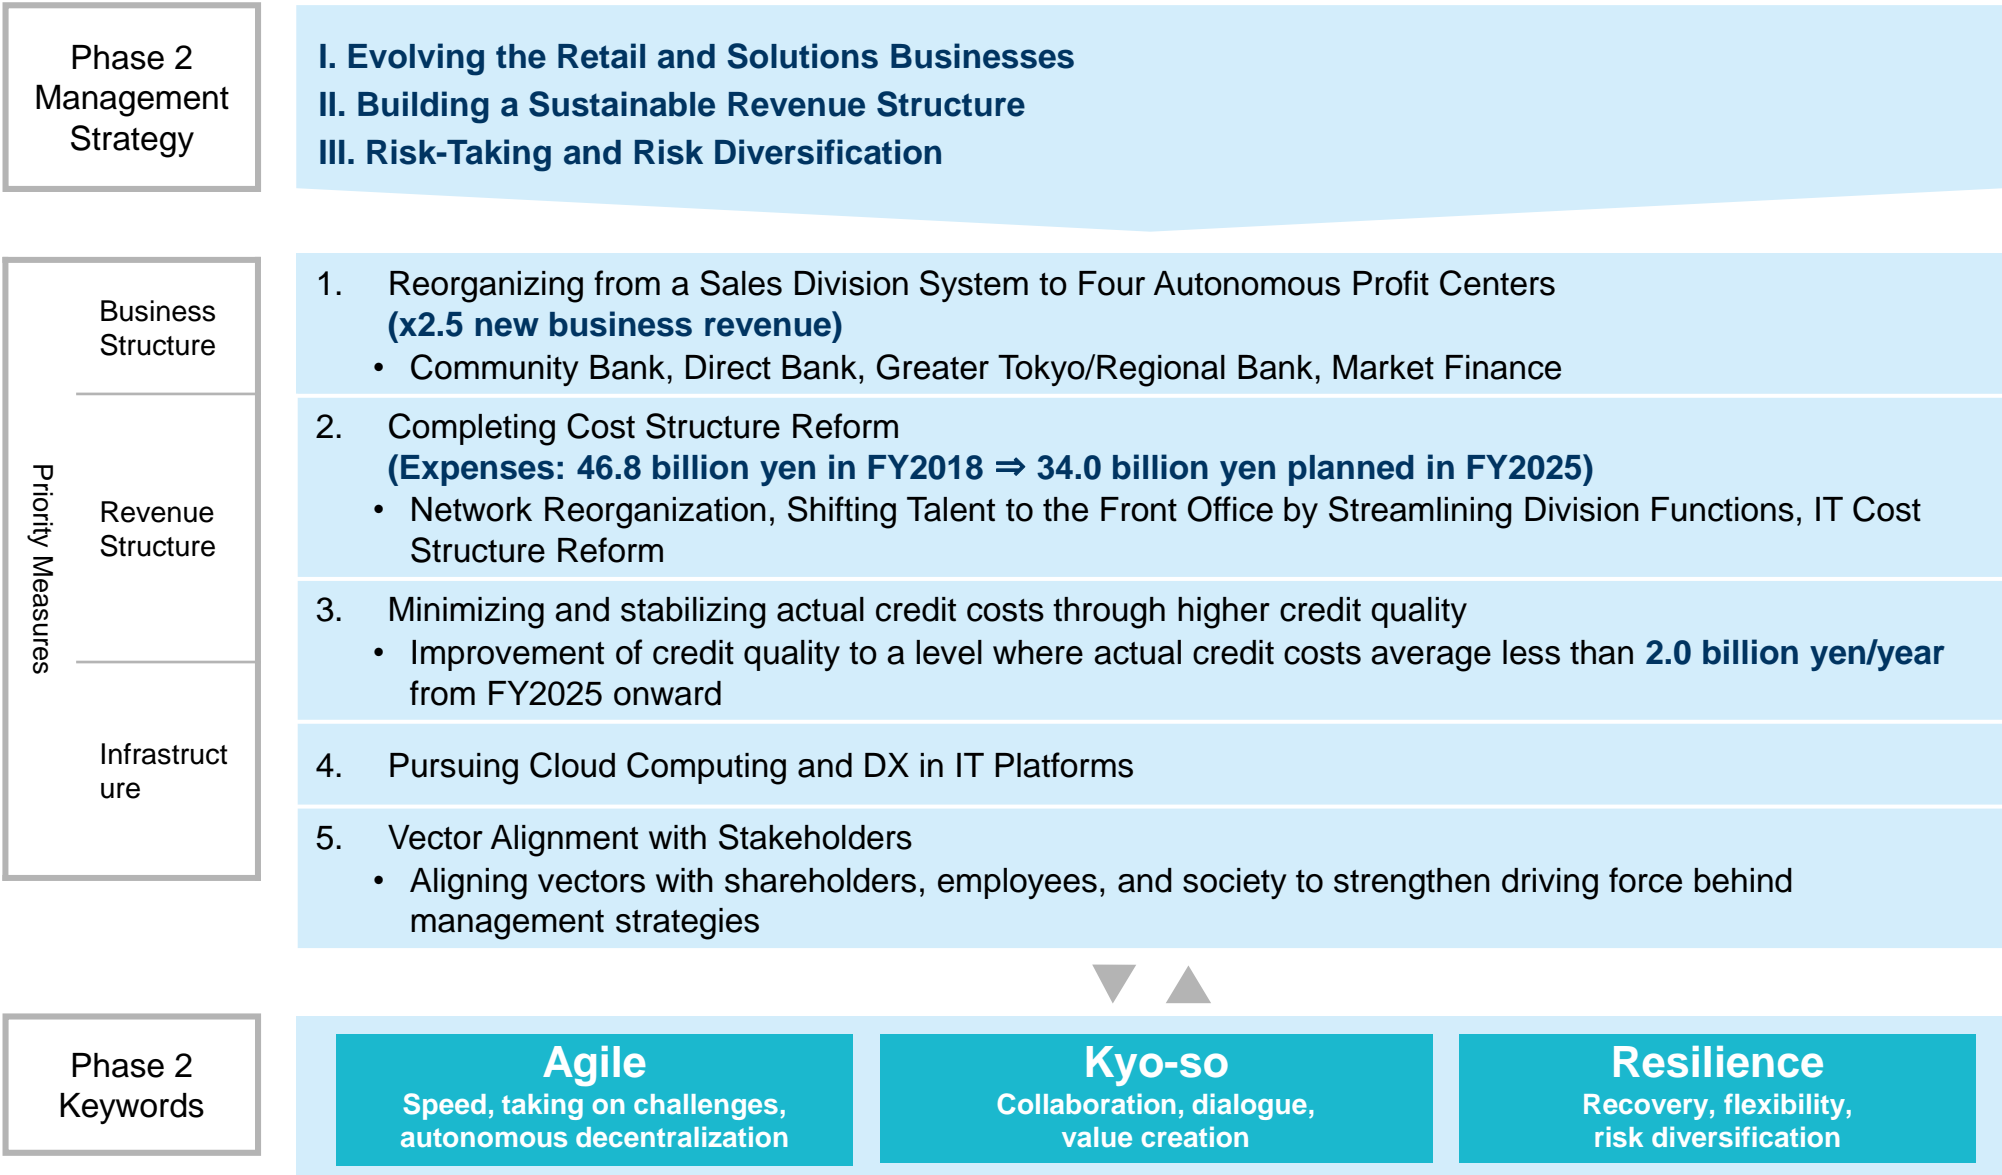 Phase 2
Management
Strategy
I. Evolving the Retail and Solutions Businesses
II. Building a Sustainable Revenue Structure
III. Risk-Taking and Risk Diversification
Priority Measures
Business
Structure
1. Reorganizing from a Sales Division System to Four Autonomous Profit Centers
(x2.5 new business revenue)
• Community Bank, Direct Bank, Greater Tokyo/Regional Bank, Market Finance
Revenue
Structure
2. Completing Cost Structure Reform
(Expenses: 46.8 billion yen in FY2018 ⇒ 34.0 billion yen planned in FY2025)
• Network Reorganization, Shifting Talent to the Front Office by Streamlining Division Functions, IT Cost
Structure Reform
3. Minimizing and stabilizing actual credit costs through higher credit quality
• Improvement of credit quality to a level where actual credit costs average less than 2.0 billion yen/year
from FY2025 onward
Infrastruct
ure
4. Pursuing Cloud Computing and DX in IT Platforms
5. Vector Alignment with Stakeholders
• Aligning vectors with shareholders, employees, and society to strengthen driving force behind
management strategies
Phase 2
Keywords
Agile
Speed, taking on challenges,
autonomous decentralization
Kyo-so
Collaboration, dialogue,
value creation
Resilience
Recovery, flexibility,
risk diversification